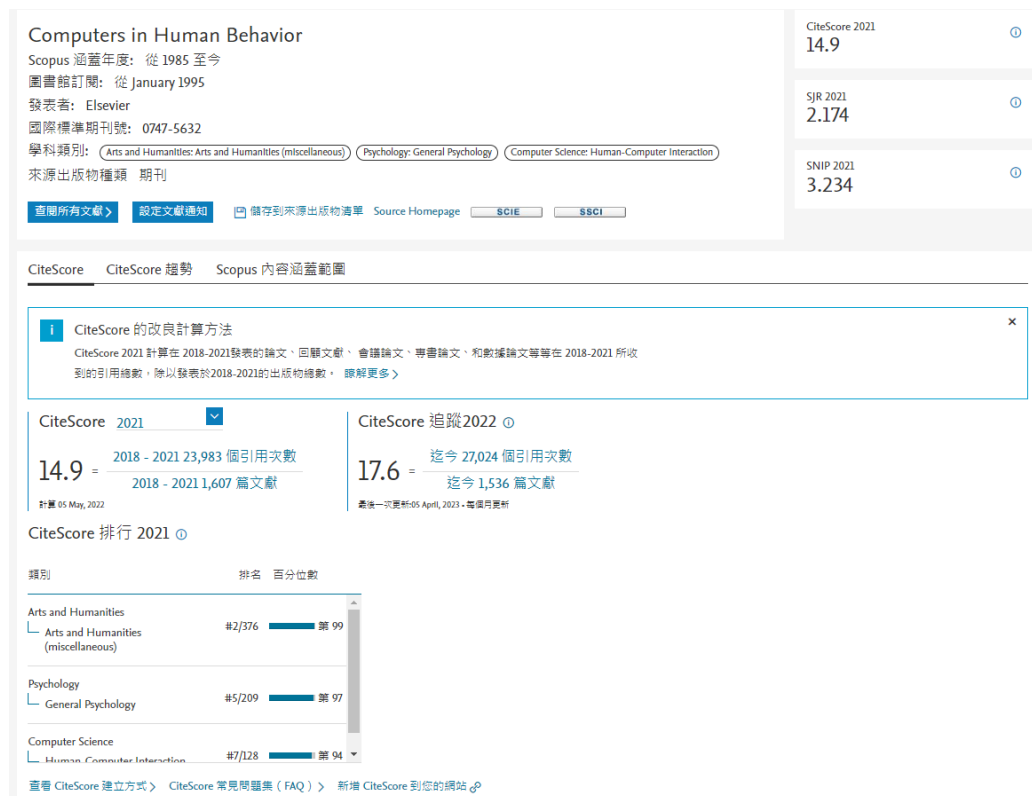 Computers in Human Behavior
Scopus 涵蓋年度: 從 1985 至今
圖書館訂閱: 從 January 1995
發表者: Elsevier
國際標準期刊號: 0747-5632
學科類別: Arts and Humanities: Arts and Humanities (miscellaneous) Psychology: General Psychology Computer Science: Human-Computer Interaction
來源出版物種類 期刊
查閱所有文獻 > 設定文獻通知 儲存到來源出版物清單 Source Homepage SCIE SSCI
CiteScore 2021
14.9
SJR 2021
2.174
SNIP 2021
3.234
CiteScore CiteScore 趨勢 Scopus 內容涵蓋範圍
i CiteScore 的改良計算方法 ×
CiteScore 2021 計算在 2018-2021發表的論文、回顧文獻、 會議論文、專書論文、和數據論文等等在 2018-2021 所收
到的引用總數,除以發表於2018-2021的出版物總數。 瞭解更多 >
CiteScore 2021
14.9 = 2018 - 2021 23,983 個引用次數
2018 - 2021 1,607 篇文獻
計算 05 May, 2022
CiteScore 追蹤2022
17.6 = 迄今 27,024 個引用次數
迄今 1,536 篇文獻
最後一次更新:05 April, 2023 • 每個月更新
CiteScore 排行 2021
類別 排名 百分位數
Arts and Humanities
Arts and Humanities #2/376 第 99
(miscellaneous)
Psychology
General Psychology #5/209 第 97
Computer Science
Human-Computer Interaction #7/128 第 94
查看 CiteScore 建立方式 > CiteScore 常見問題集 ( FAQ ) > 新增 CiteScore 到您的網站